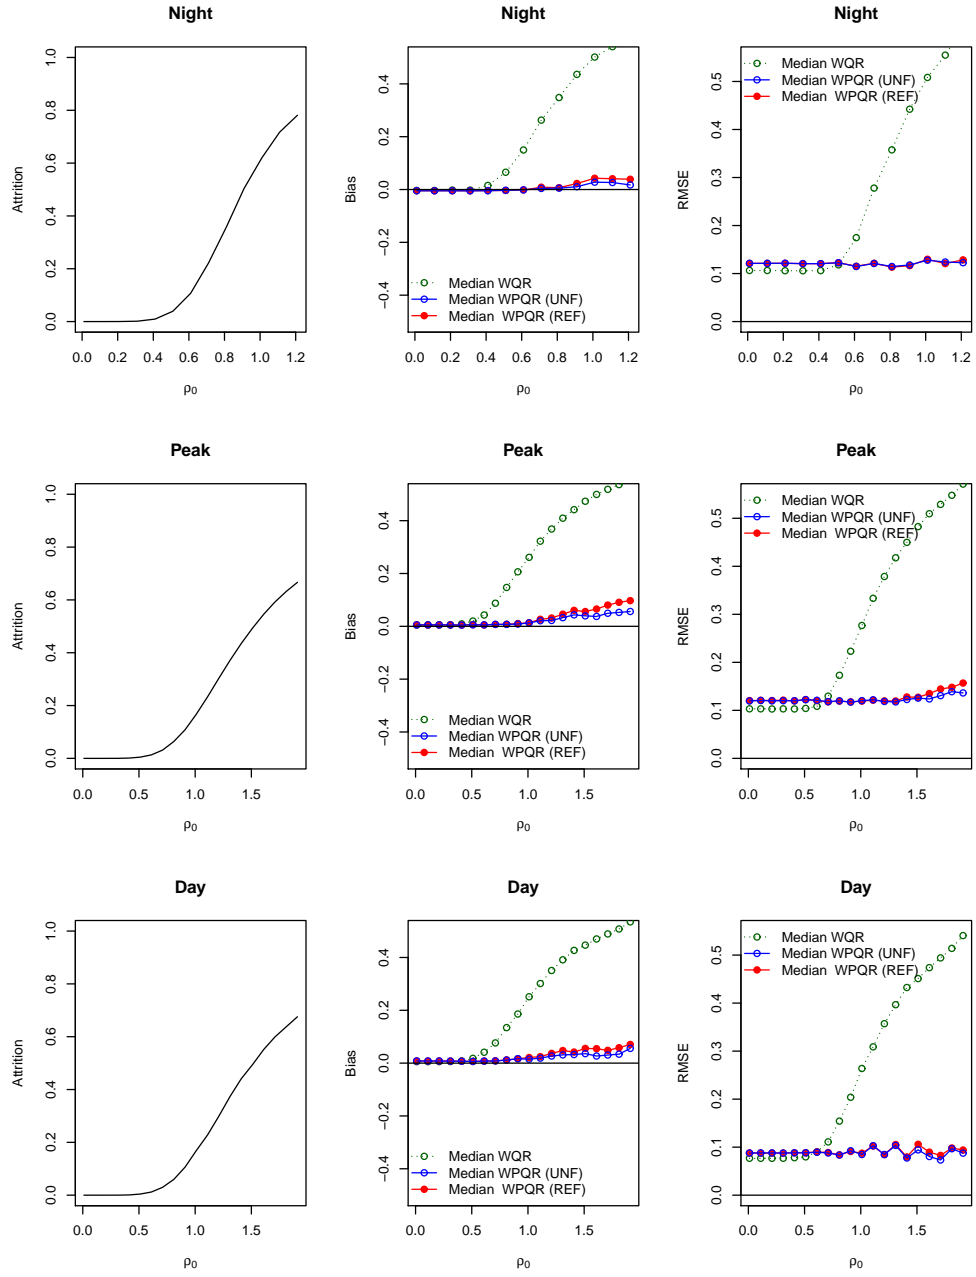 Night
Attrition
0.0 0.2 0.4 0.6 0.8 1.0
0.0 0.2 0.4 0.6 0.8 1.0 1.2
ρ0
Night
Bias
−0.4 −0.2 0.0 0.2 0.4
Median WQR
Median WPQR (UNF)
Median WPQR (REF)
0.0 0.2 0.4 0.6 0.8 1.0 1.2
ρ0
Night
RMSE
0.0 0.1 0.2 0.3 0.4 0.5
Median WQR
Median WPQR (UNF)
Median WPQR (REF)
0.0 0.2 0.4 0.6 0.8 1.0 1.2
ρ0
Peak
Attrition
0.0 0.2 0.4 0.6 0.8 1.0
0.0 0.5 1.0 1.5
ρ0
Peak
Bias
−0.4 −0.2 0.0 0.2 0.4
Median WQR
Median WPQR (UNF)
Median WPQR (REF)
0.0 0.5 1.0 1.5
ρ0
Peak
RMSE
0.0 0.1 0.2 0.3 0.4 0.5
Median WQR
Median WPQR (UNF)
Median WPQR (REF)
0.0 0.5 1.0 1.5
ρ0
Day
Attrition
0.0 0.2 0.4 0.6 0.8 1.0
0.0 0.5 1.0 1.5
ρ0
Day
Bias
−0.4 −0.2 0.0 0.2 0.4
Median WQR
Median WPQR (UNF)
Median WPQR (REF)
0.0 0.5 1.0 1.5
ρ0
Day
RMSE
0.0 0.1 0.2 0.3 0.4 0.5
Median WQR
Median WPQR (UNF)
Median WPQR (REF)
0.0 0.5 1.0 1.5
ρ0